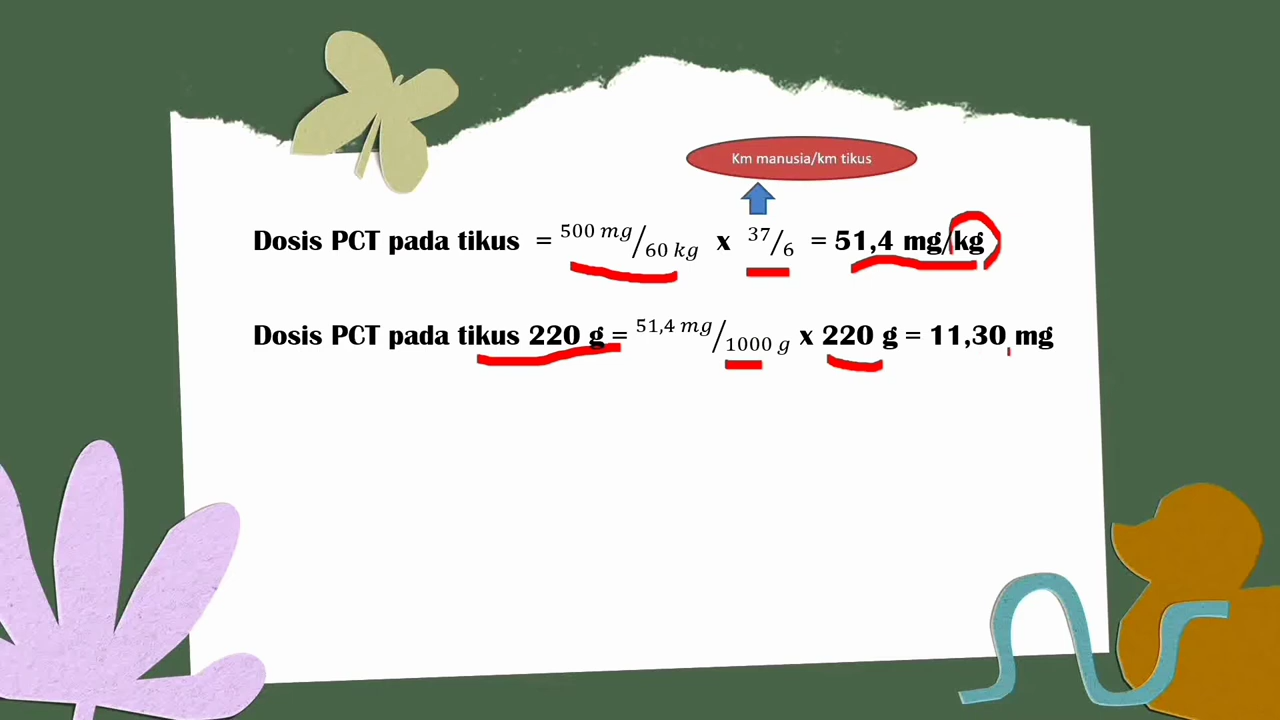 Km manusia/km tikus
Dosis PCT pada tikus = 500 mg/60 kg x 37/6 = 51,4 mg/kg
Dosis PCT pada tikus 220 g = 51,4 mg/1000 g x 220 g = 11,30 mg